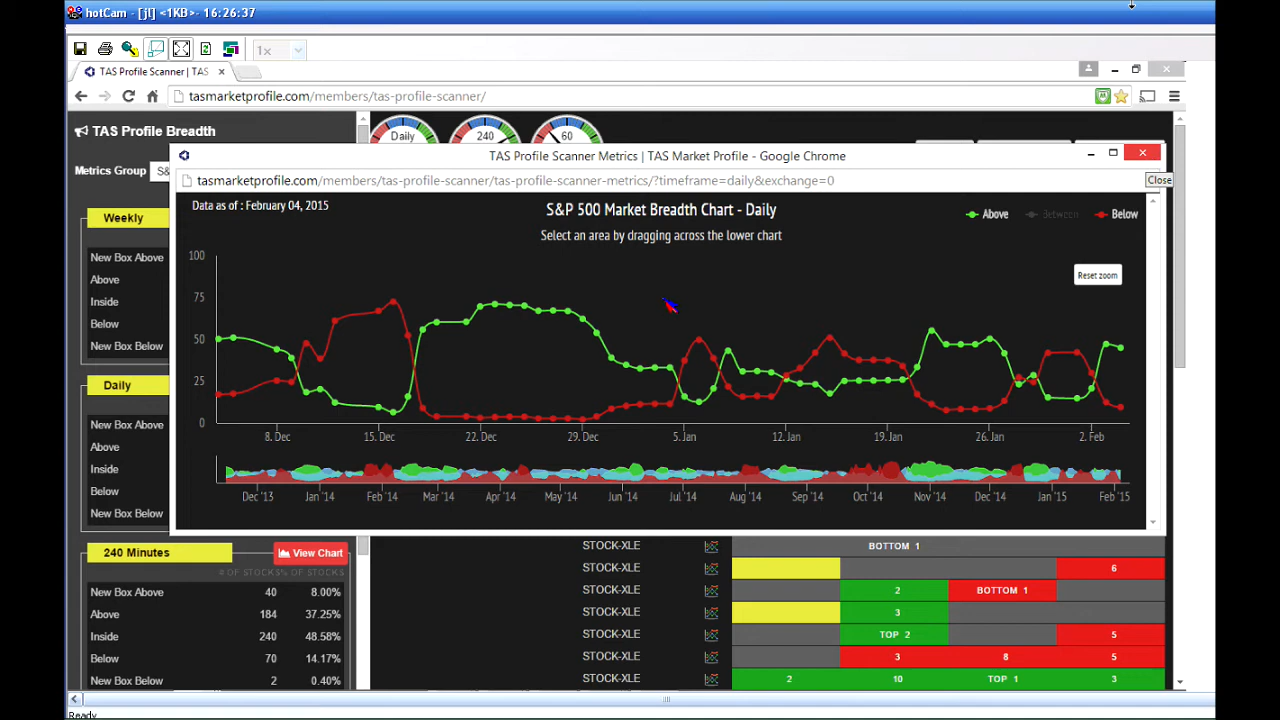 hotCam - [j[] <1KB>- 16:26:37
1x
TAS Profile Scanner | TAS
tasmarketprofile.com/members/tas-profile-scanner/
TAS Profile Breadth
Daily
240
60
Metrics Group
S&
TAS Profile Scanner Metrics | TAS Market Profile - Google Chrome
tasmarketprofile.com/members/tas-profile-scanner/tas-profile-scanner-metrics/?timeframe=daily&exchange=0
Close
Data as of : February 04, 2015
S&P 500 Market Breadth Chart - Daily
Select an area by dragging across the lower chart
Above
Between
Below
Reset zoom
100
75
50
25
0
8. Dec
15. Dec
22. Dec
29. Dec
5. Jan
12. Jan
19. Jan
26. Jan
2. Feb
Dec '13
Jan '14
Feb '14
Mar '14
Apr '14
May '14
Jun '14
Jul '14
Aug '14
Sep '14
Oct '14
Nov '14
Dec '14
Jan '15
Feb '15
Weekly
New Box Above
Above
Inside
Below
New Box Below
Daily
New Box Above
Above
Inside
Below
New Box Below
240 Minutes
View Chart
# OF STOCKS
% OF STOCKS
New Box Above 40 8.00%
Above 184 37.25%
Inside 240 48.58%
Below 70 14.17%
New Box Below 2 0.40%
STOCK-XLE BOTTOM 1
STOCK-XLE 6
STOCK-XLE 2 BOTTOM 1
STOCK-XLE 3
STOCK-XLE TOP 2 5
STOCK-XLE 3 8 5
STOCK-XLE 2 10 TOP 1 3
Ready